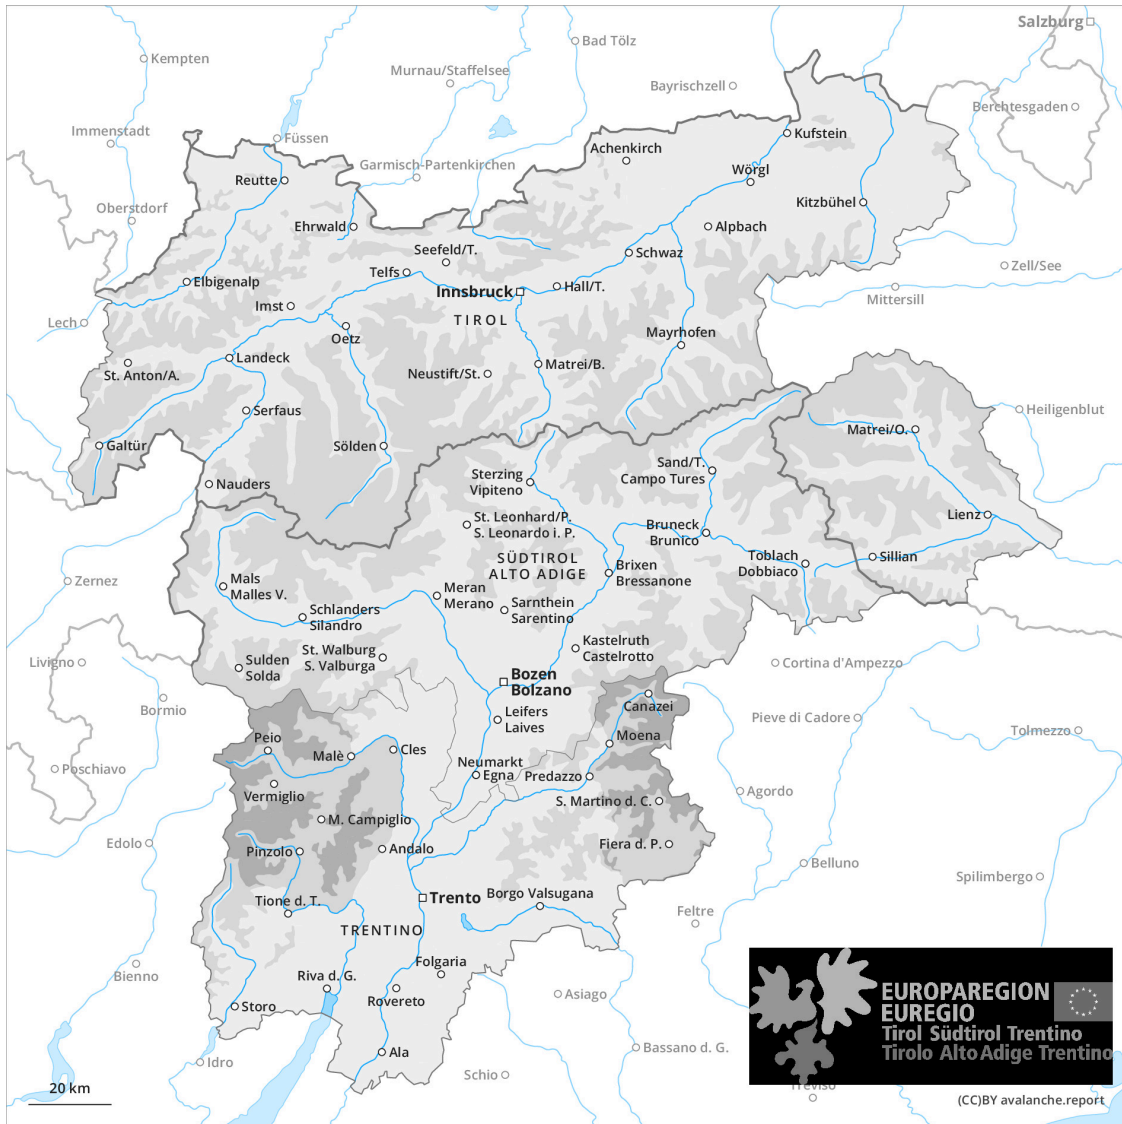 Salzburg
Bad Tölz
Kempten
Murnau/Staffelsee
Bayrischzell
Berchtesgaden
Immenstadt
Füssen
Kufstein
Achenkirch
Garmisch-Partenkirchen
Wörgl
Reutte
Oberstdorf
Kitzbühel
Ehrwald
Alpbach
Seefeld/T.
Schwaz
Telfs
Zell/See
Elbigenalp
Innsbruck
Hall/T.
Mittersill
Imst
TIROL
Lech
Oetz
Mayrhofen
Landeck
St. Anton/A.
Neustift/St.
Matrei/B.
Serfaus
Heiligenblut
Matrei/O.
Galtür
Sölden
Sand/T.
Campo Tures
Sterzing
Vipiteno
Nauders
Lienz
St. Leonhard/P.
S. Leonardo i. P.
Bruneck
Brunico
SÜDTIROL
ALTO ADIGE
Toblach
Dobbiaco
Sillian
Brixen
Bressanone
Zernez
Mals
Malles V.
Meran
Merano
Sarnthein
Sarentino
Schlanders
Silandro
Kastelruth
Castelrotto
St. Walburg
S. Valburga
Livigno
Sulden
Solda
Cortina d'Ampezzo
Bozen
Bolzano
Bormio
Canazei
Leifers
Laives
Pieve di Cadore
Tolmezzo
Peio
Moena
Malè
Cles
Neumarkt
Egna
Predazzo
Poschiavo
Vermiglio
Agordo
S. Martino d. C.
M. Campiglio
Edolo
Pinzolo
Andalo
Fiera d. P.
Belluno
Spilimbergo
Trento
Borgo Valsugana
Tione d. T.
Feltre
TRENTINO
Bienno
Folgaria
Riva d. G.
Rovereto
Asiago
Storo
EUROPAREGION
EUREGIO
Tirol Südtirol Trentino
Tirolo Alto Adige Trentino
Ala
Idro
Bassano d. G.
Schio
Treviso
20 km
(CC)BY avalanche.report